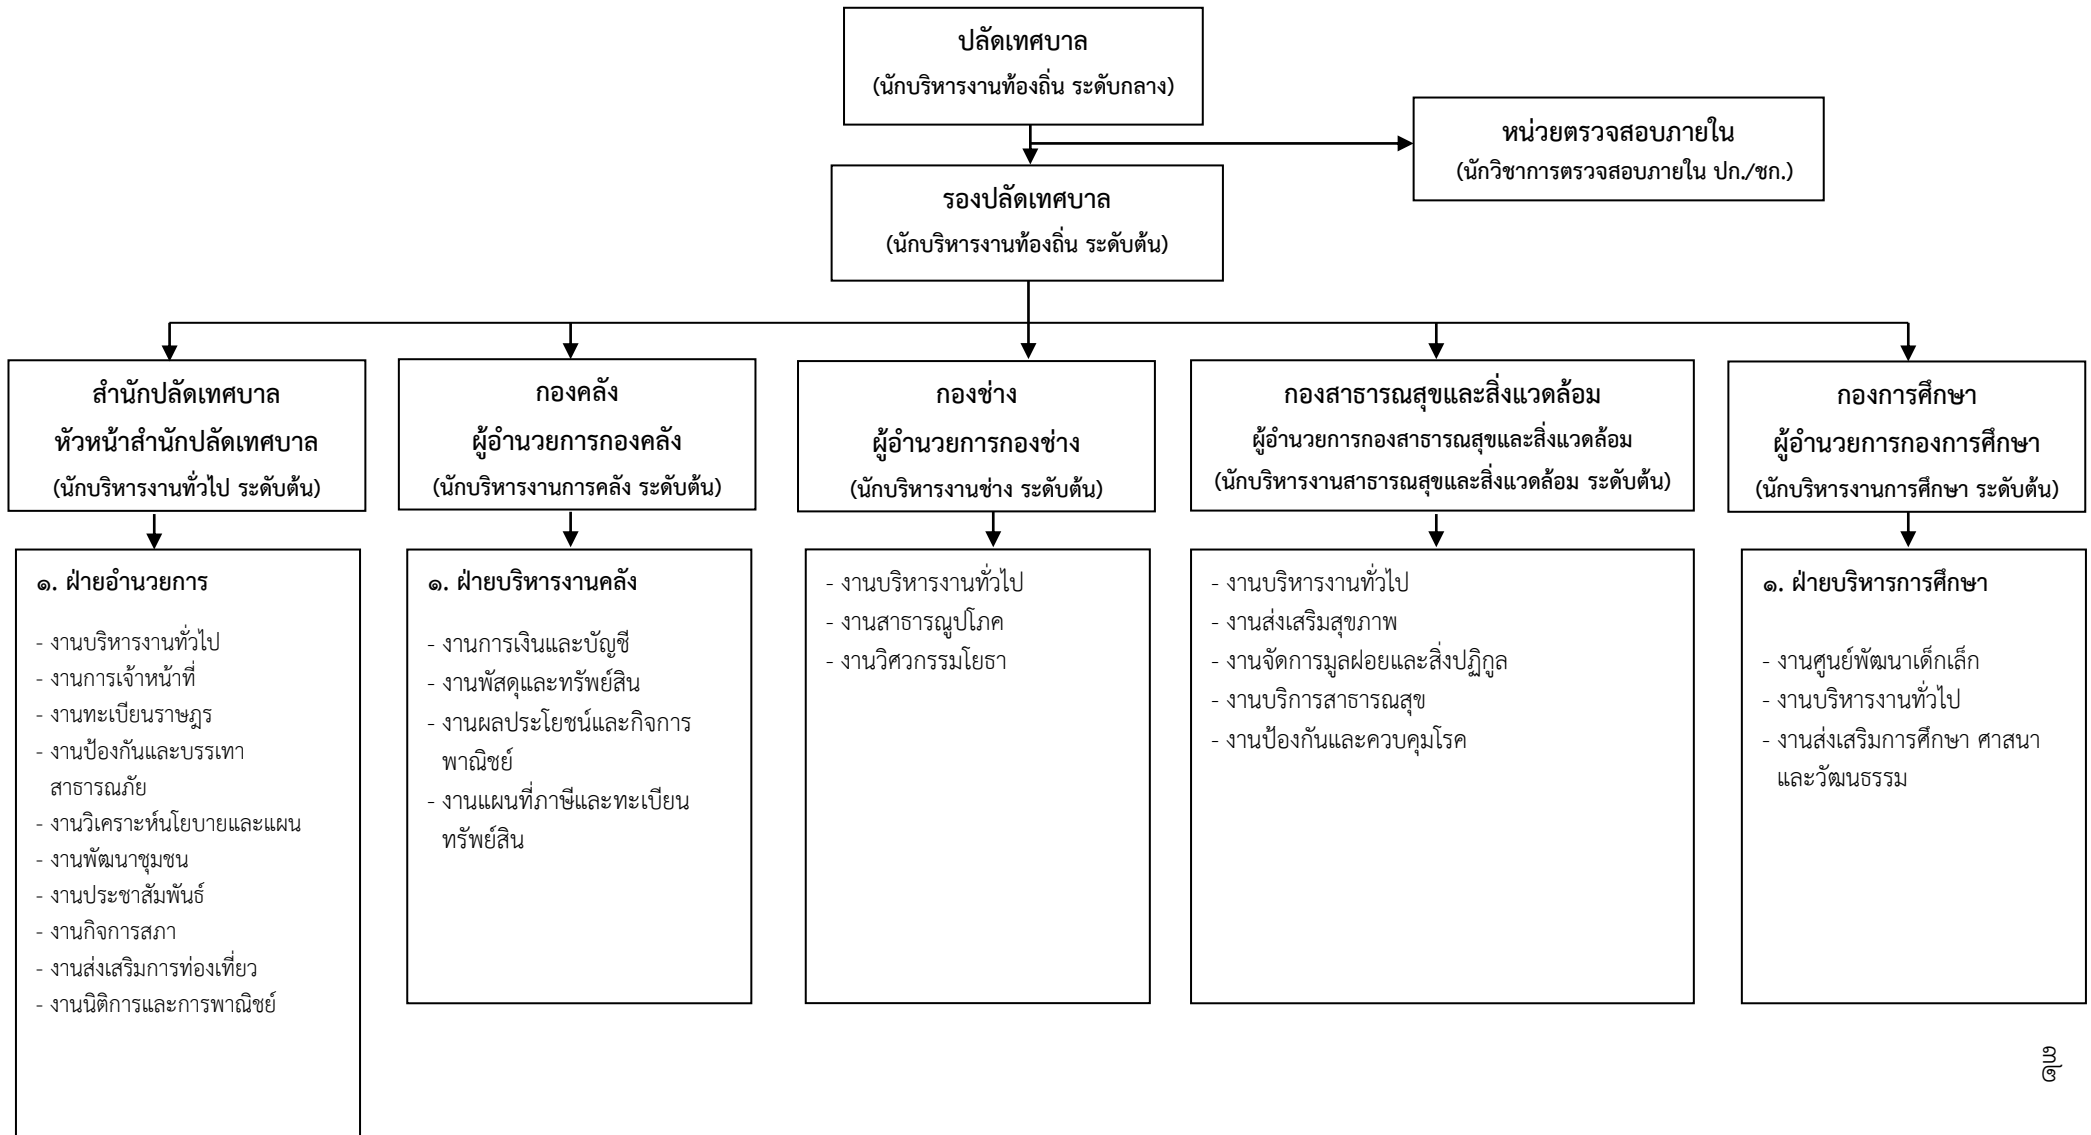 ปลัดเทศบาล
(นักบริหารงานท้องถิ่น ระดับกลาง)
หน่วยตรวจสอบภายใน
(นักวิชาการตรวจสอบภายใน ปก./ชก.)
รองปลัดเทศบาล
(นักบริหารงานท้องถิ่น ระดับต้น)
สำนักปลัดเทศบาล
หัวหน้าสำนักปลัดเทศบาล
(นักบริหารงานทั่วไป ระดับต้น)
กองคลัง
ผู้อำนวยการกองคลัง
(นักบริหารงานการคลัง ระดับต้น)
กองช่าง
ผู้อำนวยการกองช่าง
(นักบริหารงานช่าง ระดับต้น)
กองสาธารณสุขและสิ่งแวดล้อม
ผู้อำนวยการกองสาธารณสุขและสิ่งแวดล้อม
(นักบริหารงานสาธารณสุขและสิ่งแวดล้อม ระดับต้น)
กองการศึกษา
ผู้อำนวยการกองการศึกษา
(นักบริหารงานการศึกษา ระดับต้น)
๑. ฝ่ายอำนวยการ
- งานบริหารงานทั่วไป
- งานการเจ้าหน้าที่
- งานทะเบียนราษฎร
- งานป้องกันและบรรเทา
สาธารณภัย
- งานวิเคราะห์นโยบายและแผน
- งานพัฒนาชุมชน
- งานประชาสัมพันธ์
- งานกิจการสภา
- งานส่งเสริมการท่องเที่ยว
- งานนิติการและการพาณิชย์
๑. ฝ่ายบริหารงานคลัง
- งานการเงินและบัญชี
- งานพัสดุและทรัพย์สิน
- งานผลประโยชน์และกิจการ
พาณิชย์
- งานแผนที่ภาษีและทะเบียน
ทรัพย์สิน
- งานบริหารงานทั่วไป
- งานสาธารณูปโภค
- งานวิศวกรรมโยธา
- งานบริหารงานทั่วไป
- งานส่งเสริมสุขภาพ
- งานจัดการมูลฝอยและสิ่งปฏิกูล
- งานบริการสาธารณสุข
- งานป้องกันและควบคุมโรค
๑. ฝ่ายบริหารการศึกษา
- งานศูนย์พัฒนาเด็กเล็ก
- งานบริหารงานทั่วไป
- งานส่งเสริมการศึกษา ศาสนา
และวัฒนธรรม
๓๒